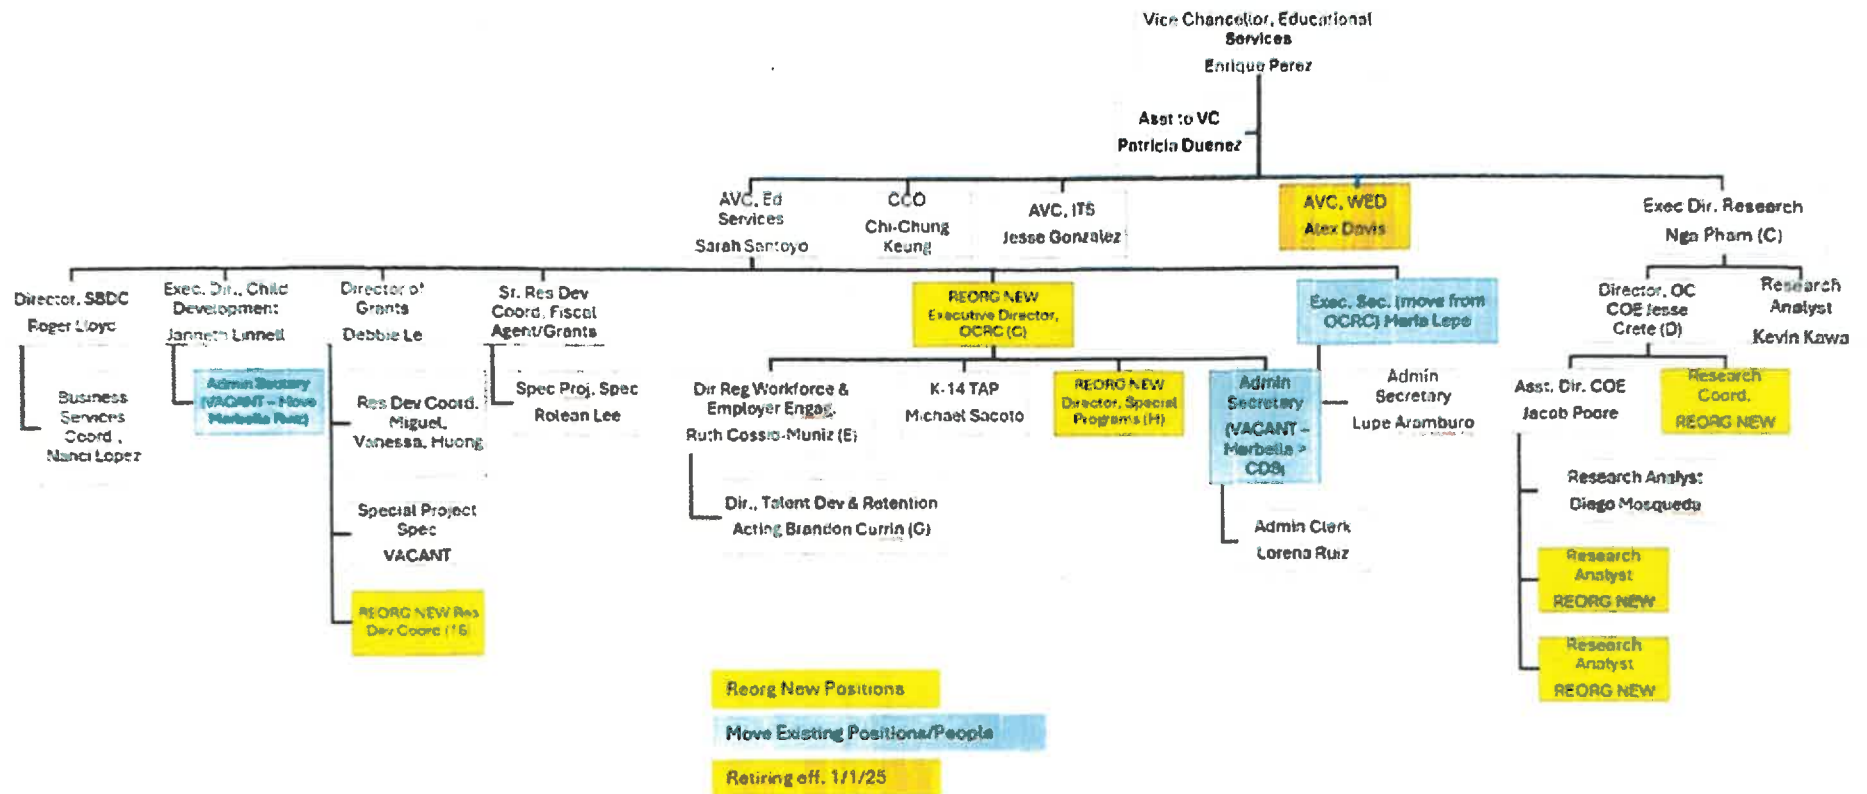 Vice Chancellor, Educational
Services
Enrique Perez
Asst to VC
Patricia Duenez
AVC, Ed
Services
Sarah Santoyo
CCO
Chi-Chung
Keung
AVC, ITS
Jesse Gonzalez
AVC, WED
Alex Davis
Exec Dir. Research
Nga Pham (C)
Director, SBDC
Roger Lloyd
Exec. Dir., Child
Development
Janneth Linnell
Director of
Grants
Debbie Le
Sr. Res Dev
Coord, Fiscal
Agent/Grants
REORG NEW
Executive Director,
OCRC (C)
Exec. Sec. (move from
OCRC) Maria Lepe
Director, OC
COE Jesse
Crete (D)
Research
Analyst
Kevin Kawa
Business
Services
Coord.,
Nanci Lopez
Admin Secretary
(VACANT – Move
Marbella Ruiz)
Res Dev Coord.
Miguel,
Vanessa, Huong
Special Project
Spec
VACANT
REORG NEW Res
Dev Coord (16)
Spec Proj. Spec
Rolean Lee
Dir Reg Workforce &
Employer Engag.
Ruth Cossio-Muniz (E)
Dir., Talent Dev & Retention
Acting Brandon Currin (G)
K-14 TAP
Michael Sacoto
REORG NEW
Director, Special
Programs (H)
Admin
Secretary
(VACANT –
Marbella >
CDS)
Admin Clerk
Lorena Ruiz
Admin
Secretary
Lupe Aramburo
Asst. Dir. COE
Jacob Poore
Research
Coord.
REORG NEW
Research Analyst
Diego Mosqueda
Research
Analyst
REORG NEW
Research
Analyst
REORG NEW
Reorg New Positions
Move Existing Positions/People
Retiring eff. 1/1/25